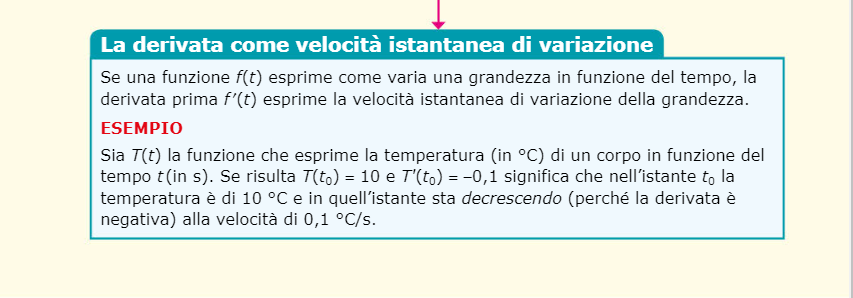 La derivata come velocità istantanea di variazione
Se una funzione f(t) esprime come varia una grandezza in funzione del tempo, la
derivata prima f′(t) esprime la velocità istantanea di variazione della grandezza.
ESEMPIO
Sia T(t) la funzione che esprime la temperatura (in °C) di un corpo in funzione del
tempo t (in s). Se risulta T(t₀) = 10 e T′(t₀) = –0,1 significa che nell'istante t₀ la
temperatura è di 10 °C e in quell'istante sta decrescendo (perché la derivata è
negativa) alla velocità di 0,1 °C/s.